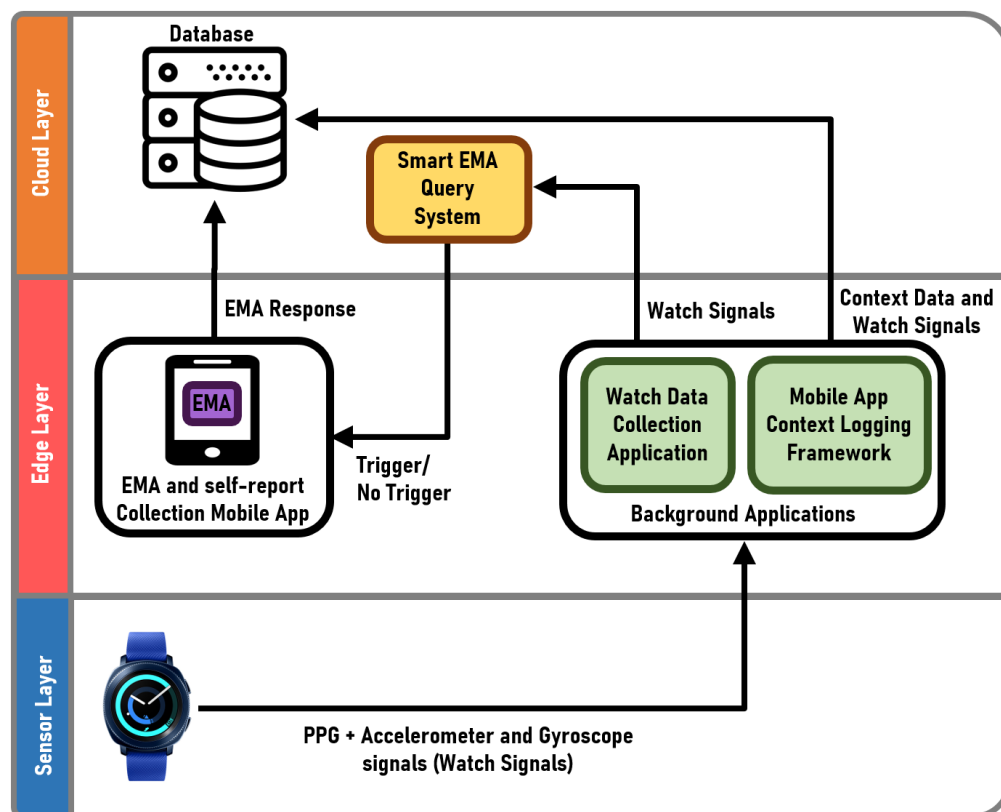 Cloud Layer
Database
Smart EMA
Query
System
Edge Layer
EMA Response
Watch Signals
Context Data and
Watch Signals
EMA
EMA and self-report
Collection Mobile App
Trigger/
No Trigger
Watch Data
Collection
Application
Mobile App
Context Logging
Framework
Background Applications
Sensor Layer
PPG + Accelerometer and Gyroscope
signals (Watch Signals)